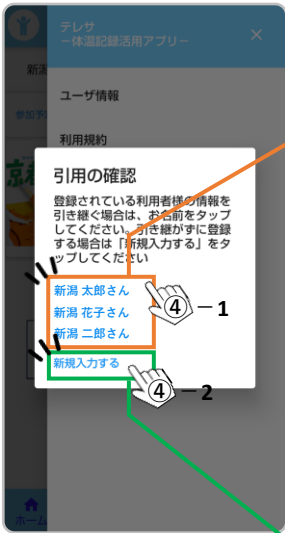 テレサ
－体温記録活用アプリ－
×
新潟
ユーザ情報
参加予
利用規約
引用の確認
登録されている利用者様の情報を
引き継ぐ場合は、お名前をタップ
してください。引き継がずに登録
する場合は「新規入力する」をタ
ップしてください
新潟 太郎さん
新潟 花子さん
新潟 二郎さん
④－1
新規入力する
④－2
ホーム